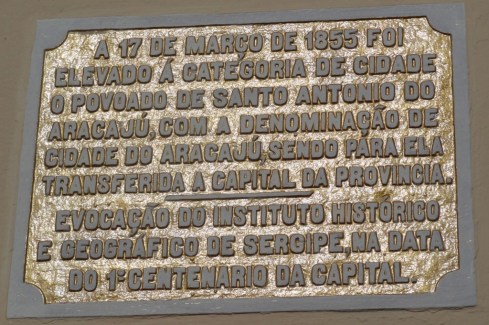 A 17 DE MARÇO DE 1855 FOI
ELEVADO Á CATEGORIA DE CIDADE
O POVOADO DE SANTO ANTONIO DO
ARACAJÚ, COM A DENOMINAÇÃO DE
CIDADE DO ARACAJÚ SENDO PARA ELA
TRANSFERIDA A CAPITAL DA PROVINCIA.
EVOCAÇÃO DO INSTITUTO HISTÓRICO
E GEOGRÁFICO DE SERGIPE, NA DATA
DO 1º CENTENARIO DA CAPITAL.